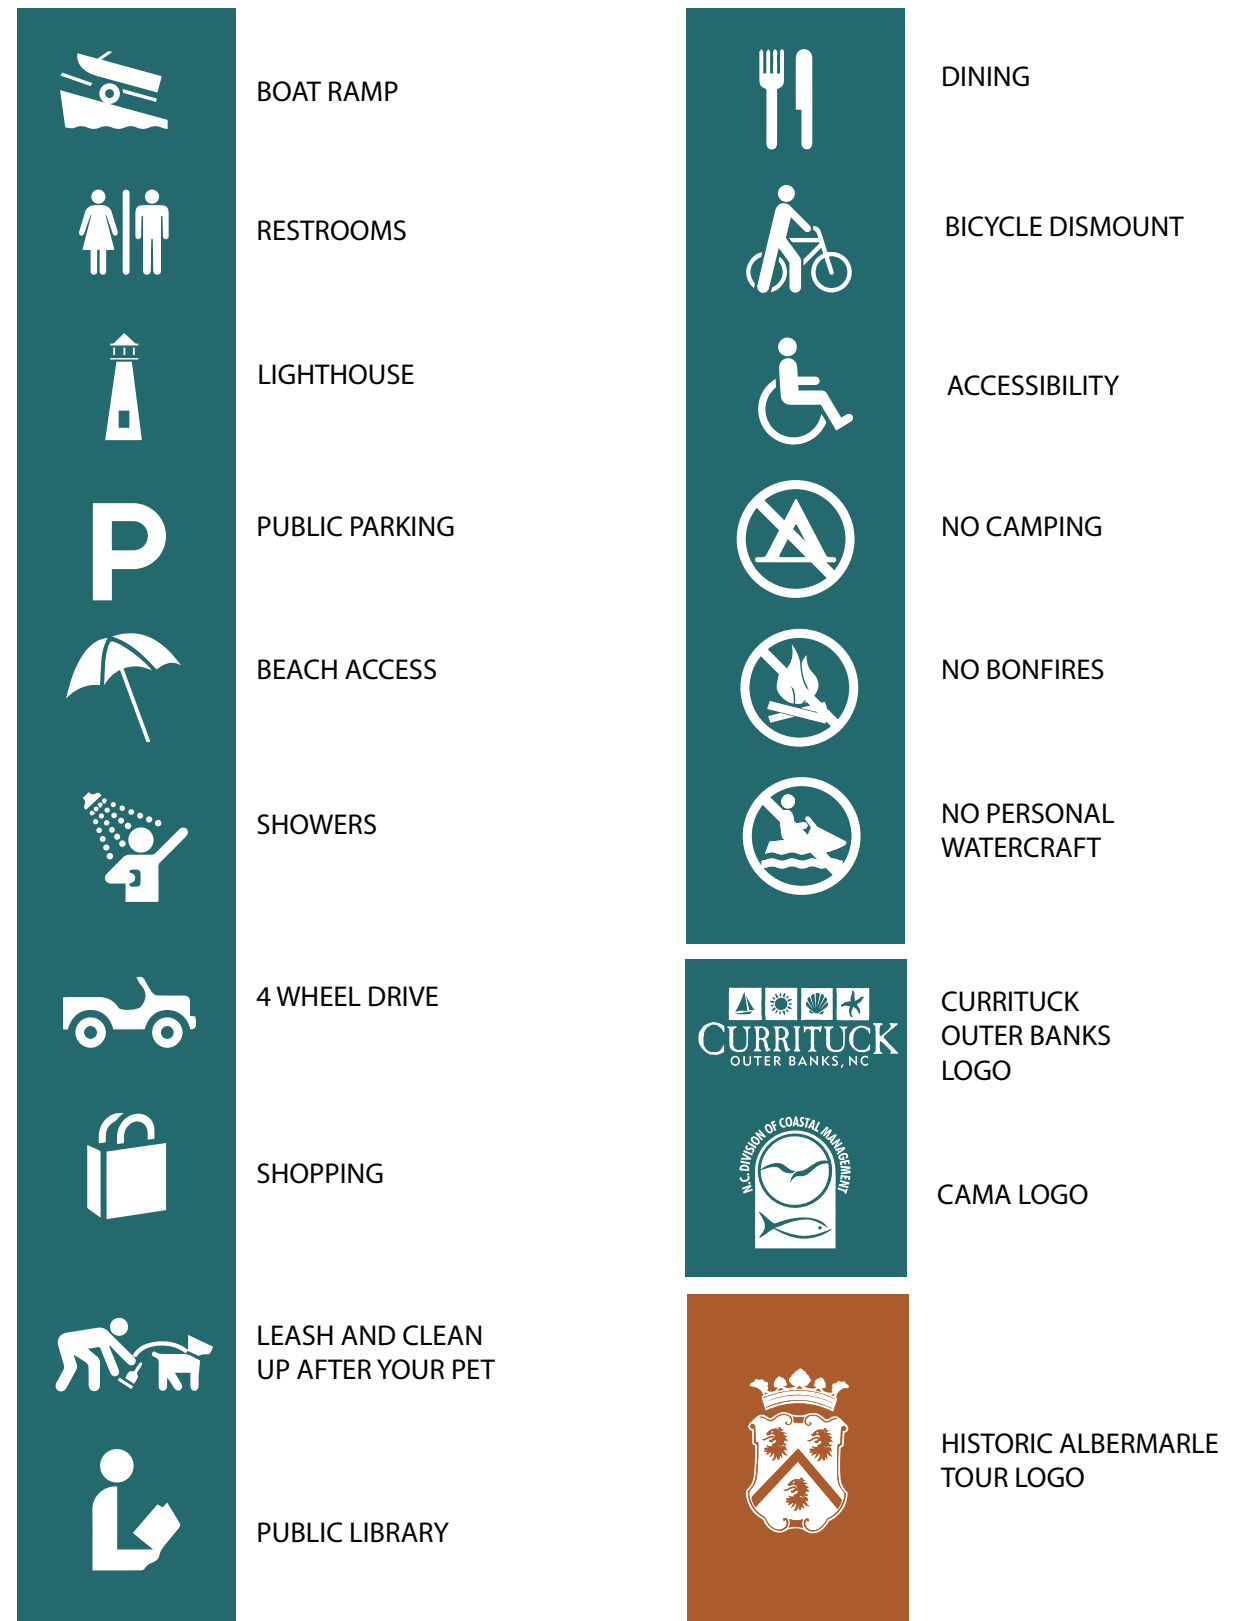 BOAT RAMP
RESTROOMS
LIGHTHOUSE
P
PUBLIC PARKING
BEACH ACCESS
SHOWERS
4 WHEEL DRIVE
SHOPPING
LEASH AND CLEAN
UP AFTER YOUR PET
PUBLIC LIBRARY
DINING
BICYCLE DISMOUNT
ACCESSIBILITY
NO CAMPING
NO BONFIRES
NO PERSONAL
WATERCRAFT
CURRITUCK
OUTER BANKS, NC
CURRITUCK
OUTER BANKS
LOGO
N.C. DIVISION OF COASTAL MANAGEMENT
CAMA LOGO
HISTORIC ALBERMARLE
TOUR LOGO